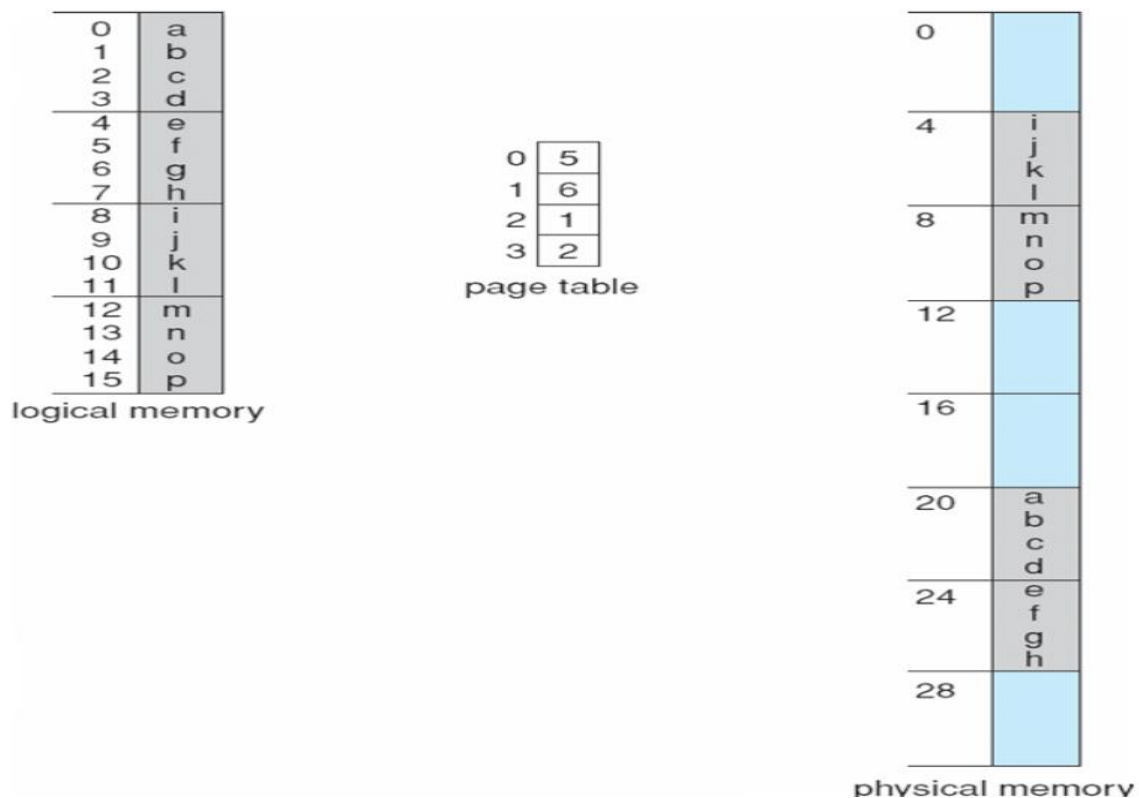 0 a
1 b
2 c
3 d
4 e
5 f
6 g
7 h
8 i
9 j
10 k
11 l
12 m
13 n
14 o
15 p
logical memory
0 5
1 6
2 1
3 2
page table
0
4 i
j
k
l
8 m
n
o
p
12
16
20 a
b
c
d
24 e
f
g
h
28
physical memory